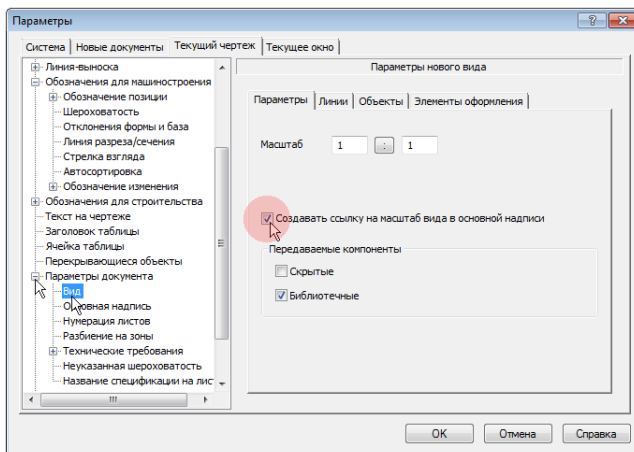 Параметры
Система Новые документы Текущий чертеж Текущее окно
Линия-выноска
Обозначения для машиностроения
Обозначение позиции
Шероховатость
Отклонения формы и база
Линия разреза/сечения
Стрелка взгляда
Автосортировка
Обозначение изменения
Обозначения для строительства
Текст на чертеже
Заголовок таблицы
Ячейка таблицы
Перекрывающиеся объекты
Параметры документа
Вид
Основная надпись
Нумерация листов
Разбиение на зоны
Технические требования
Неуказанная шероховатость
Название спецификации на лис
Параметры нового вида
Параметры Линии Объекты Элементы оформления
Масштаб 1 : 1
Создавать ссылку на масштаб вида в основной надписи
Передаваемые компоненты
Скрытые
Библиотечные
OK Отмена Справка